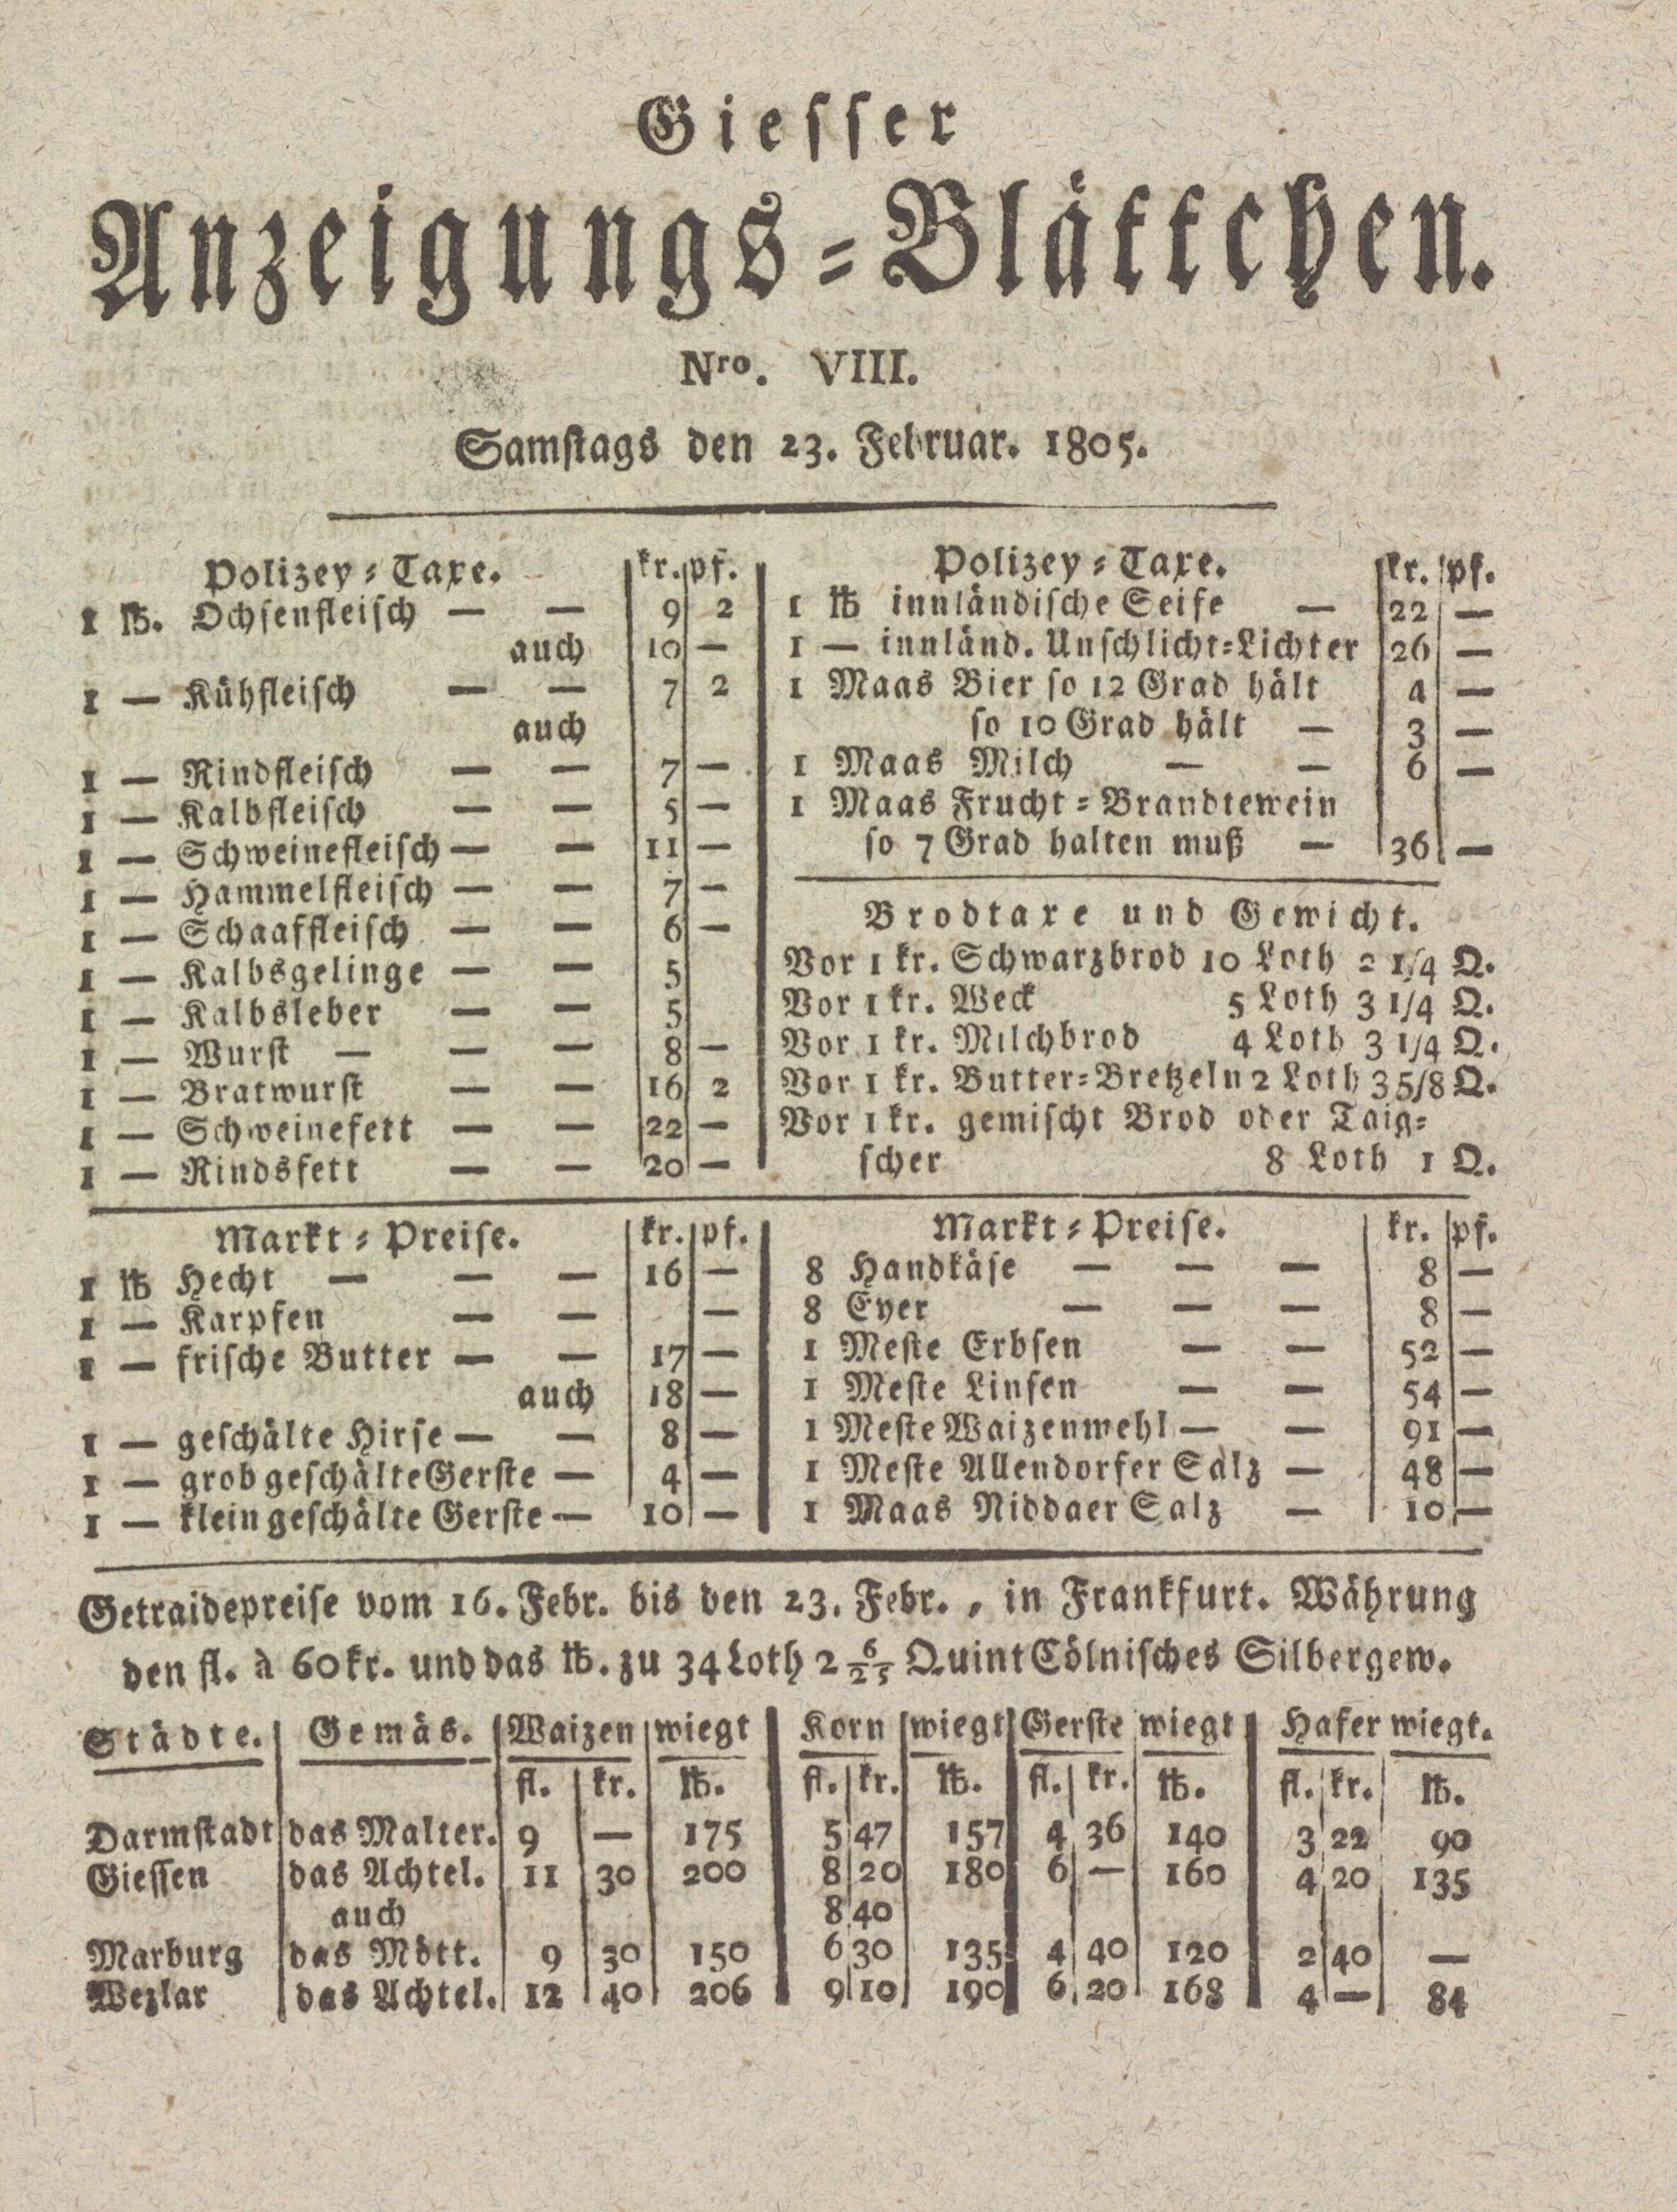 Giesser
Anzeigungs-Blättchen.
Nro. VIII.
Samstags den 23. Februar. 1805.
Polizey-Taxe. kr. pf.
1 ℔. Ochsenfleisch — — 9 2
auch 10 —
1 — Kühfleisch — — 7 2
auch
1 — Rindfleisch — — 7 —
1 — Kalbfleisch — — 5 —
1 — Schweinefleisch — — 11 —
1 — Hammelfleisch — — 7 —
1 — Schaaffleisch — — 6 —
1 — Kalbsgelinge — — 5
1 — Kalbsleber — — 5
1 — Wurst — — — 8 —
1 — Bratwurst — — 16 2
1 — Schweinefett — — 22 —
1 — Rindsfett — — 20 —
Polizey-Taxe. kr. pf.
1 ℔ innländische Seife — 22 —
1 — innländ. Unschlicht-Lichter 26 —
1 Maas Bier so 12 Grad hält 4 —
so 10 Grad hält — 3 —
1 Maas Milch — — 6 —
1 Maas Frucht-Brandtewein
so 7 Grad halten muß — 36 —
Brodtaxe und Gewicht.
Vor 1 kr. Schwarzbrod 10 Loth 2 1/4 Q.
Vor 1 kr. Weck 5 Loth 3 1/4 Q.
Vor 1 kr. Milchbrod 4 Loth 3 1/4 Q.
Vor 1 kr. Butter-Bretzeln 2 Loth 3 5/8 Q.
Vor 1 kr. gemischt Brod oder Taig-
scher 8 Loth 1 Q.
Markt-Preise. kr. pf.
1 ℔ Hecht — — — 16 —
1 — Karpfen — — —
1 — frische Butter — — 17 —
auch 18 —
1 — geschälte Hirse — — 8 —
1 — grob geschälte Gerste — 4 —
1 — klein geschälte Gerste — 10 —
Markt-Preise. kr. pf.
8 Handkäse — — — 8 —
8 Eyer — — — 8 —
1 Meste Erbsen — — 52 —
1 Meste Linsen — — 54 —
1 Meste Waizenmehl — — 91 —
1 Meste Allendorfer Salz — 48 —
1 Maas Niddaer Salz — 10 —
Getraidepreise vom 16. Febr. bis den 23. Febr., in Frankfurt. Währung
den fl. à 60 kr. und das ℔. zu 34 Loth 2 6/25 Quint Cölnisches Silbergew.
Städte. Gemäs. Waizen wiegt Korn wiegt Gerste wiegt Hafer wiegt.
fl. kr. ℔. fl. kr. ℔. fl. kr. ℔. fl. kr. ℔.
Darmstadt das Malter. 9 — 175 5 47 157 4 36 140 3 22 90
Giessen das Achtel. 11 30 200 8 20 180 6 — 160 4 20 135
auch 8 40
Marburg das Mött. 9 30 150 6 30 135 4 40 120 2 40 —
Wezlar das Achtel. 12 40 206 9 10 190 6 20 168 4 — 84